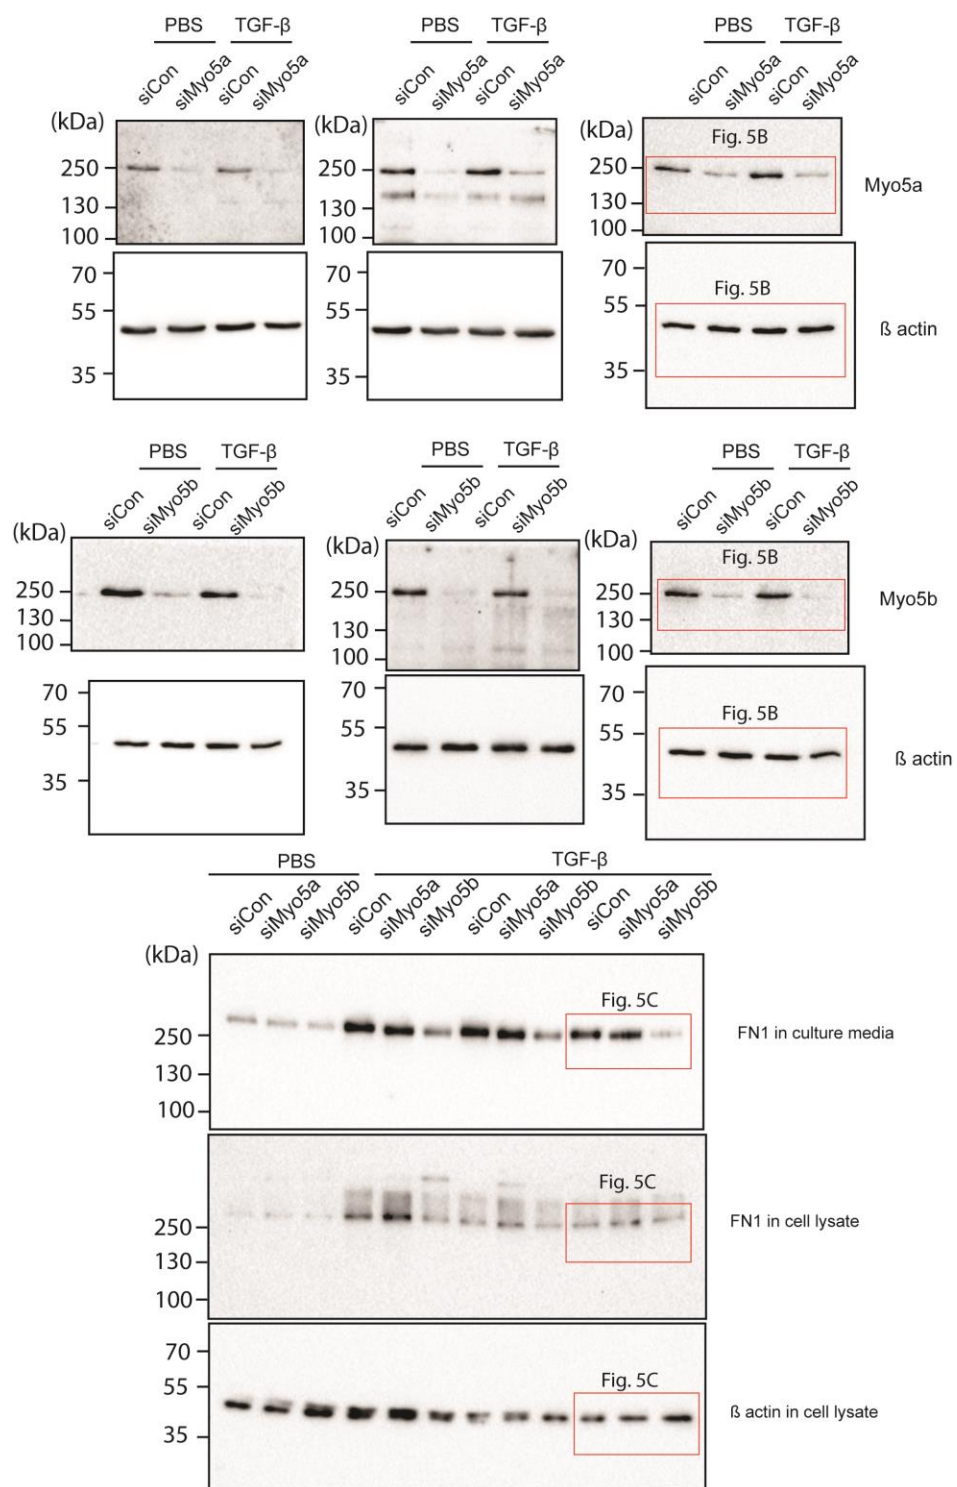 PBS TGF-β PBS TGF-β PBS TGF-β
siCon siMyo5a siCon siMyo5a siCon siMyo5a siCon siMyo5a siCon siMyo5a siCon siMyo5a
(kDa) (kDa) (kDa)
Fig. 5B
250 250 250 Myo5a
130 130 130
100 100 100
70 70 70
Fig. 5B
55 55 55
ß actin
35 35 35
PBS TGF-β PBS TGF-β PBS TGF-β
siCon siMyo5b siCon siMyo5b siCon siMyo5b siCon siMyo5b siCon siMyo5b siCon siMyo5b
(kDa) (kDa) (kDa)
Fig. 5B
250 250 250 Myo5b
130 130 130
100 100 100
70 70 70
Fig. 5B
55 55 55
ß actin
35 35 35
PBS TGF-β
siCon siMyo5a siMyo5b siCon siMyo5a siMyo5b siCon siMyo5a siMyo5b siCon siMyo5a siMyo5b
(kDa)
Fig. 5C
250 FN1 in culture media
130
100
Fig. 5C
250 FN1 in cell lysate
130
100
70
55 Fig. 5C
ß actin in cell lysate
35